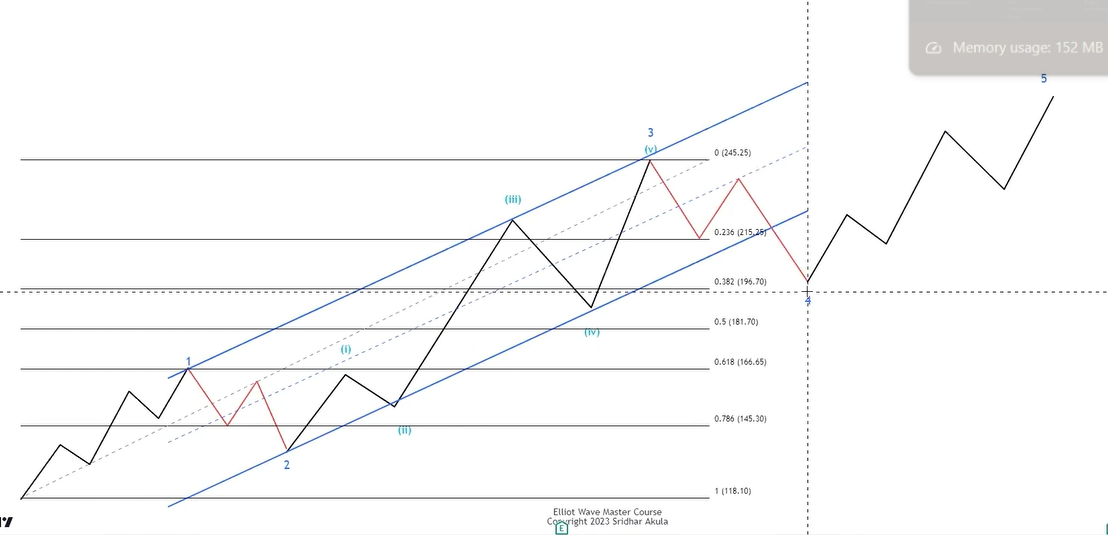 Memory usage: 152 MB
5
3
(v)
0 (245.25)
(iii)
0.236 (215.25)
0.382 (196.70)
4
0.5 (181.70)
(iv)
(i)
1
0.618 (166.65)
0.786 (145.30)
(ii)
2
1 (118.10)
Elliot Wave Master Course
Copyright 2023 Sridhar Akula
E